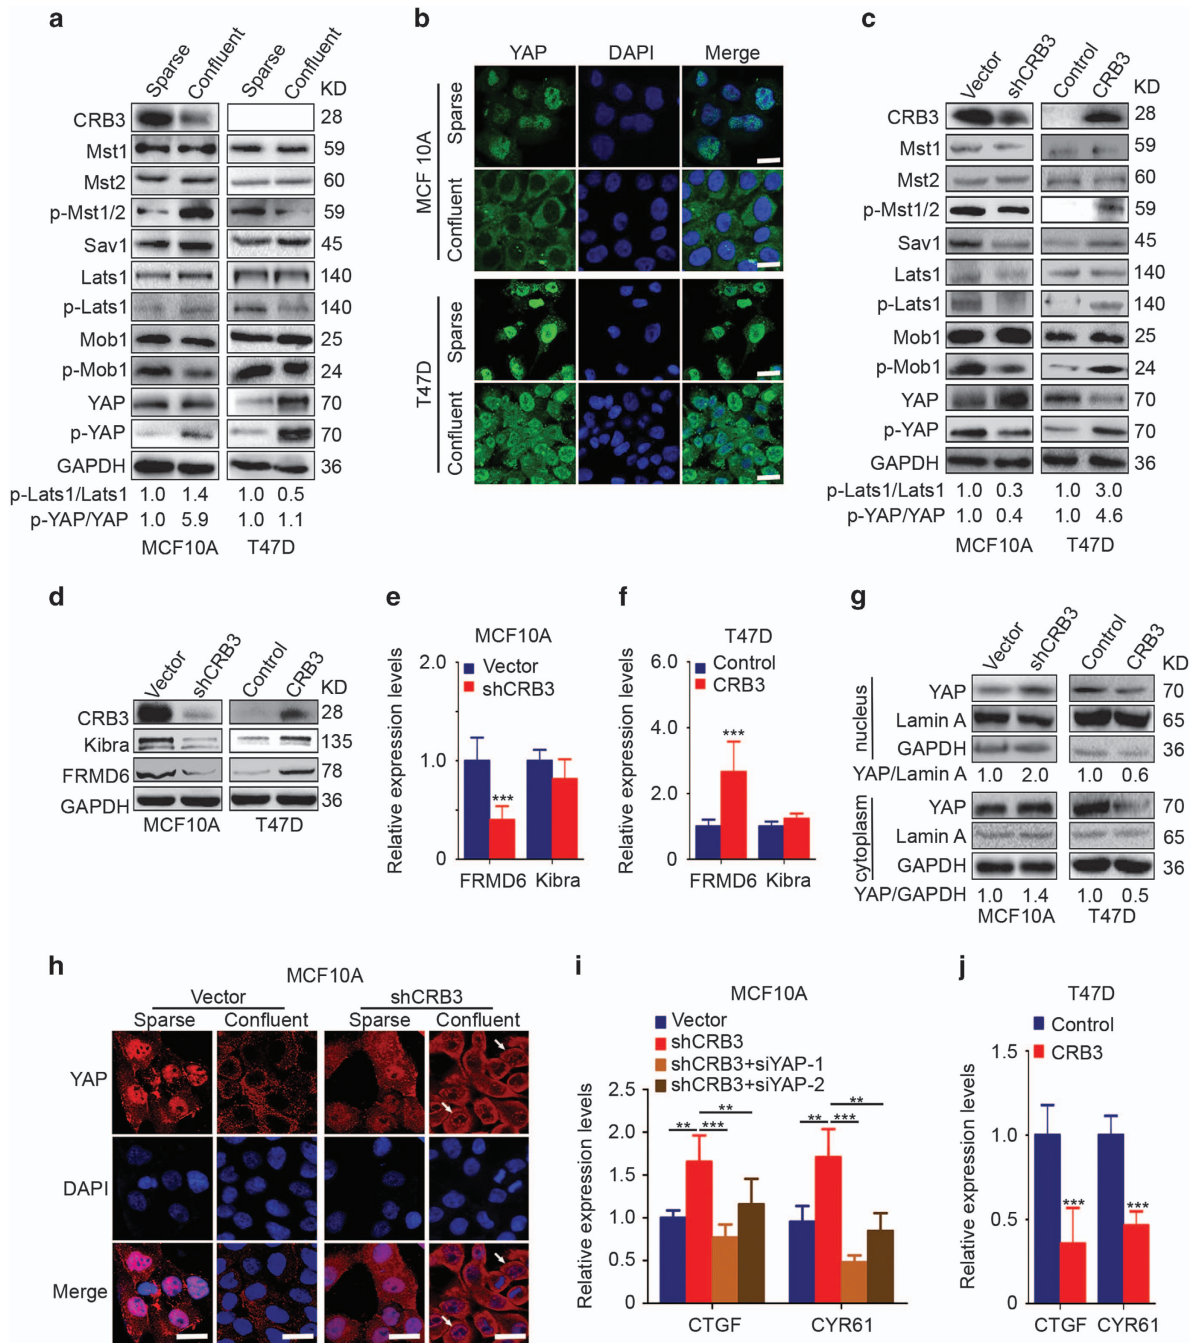 a
Sparse Confluent Sparse Confluent KD
CRB3 28
Mst1 59
Mst2 60
p-Mst1/2 59
Sav1 45
Lats1 140
p-Lats1 140
Mob1 25
p-Mob1 24
YAP 70
p-YAP 70
GAPDH 36
p-Lats1/Lats1 1.0 1.4 1.0 0.5
p-YAP/YAP 1.0 5.9 1.0 1.1
MCF10A T47D
b
YAP DAPI Merge
MCF 10A
Sparse
Confluent
T47D
Sparse
Confluent
c
Vector shCRB3 Control CRB3 KD
CRB3 28
Mst1 59
Mst2 60
p-Mst1/2 59
Sav1 45
Lats1 140
p-Lats1 140
Mob1 25
p-Mob1 24
YAP 70
p-YAP 70
GAPDH 36
p-Lats1/Lats1 1.0 0.3 1.0 3.0
p-YAP/YAP 1.0 0.4 1.0 4.6
MCF10A T47D
d
Vector shCRB3 Control CRB3 KD
CRB3 28
Kibra 135
FRMD6 78
GAPDH 36
MCF10A T47D
e
MCF10A
Relative expression levels
2.0
1.0
0
Vector
shCRB3
***
FRMD6 Kibra
f
T47D
Relative expression levels
6.0
4.0
2.0
0
Control
CRB3
***
FRMD6 Kibra
g
Vector shCRB3 Control CRB3 KD
nucleus
YAP 70
Lamin A 65
GAPDH 36
YAP/Lamin A 1.0 2.0 1.0 0.6
cytoplasm
YAP 70
Lamin A 65
GAPDH 36
YAP/GAPDH 1.0 1.4 1.0 0.5
MCF10A T47D
h
MCF10A
Vector shCRB3
Sparse Confluent Sparse Confluent
YAP
DAPI
Merge
i
MCF10A
Vector
shCRB3
shCRB3+siYAP-1
shCRB3+siYAP-2
Relative expression levels
2.5
2.0
1.5
1.0
0.5
0
** *** **
** *** **
CTGF CYR61
j
T47D
Control
CRB3
Relative expression levels
1.5
1.0
0.5
0
*** ***
CTGF CYR61